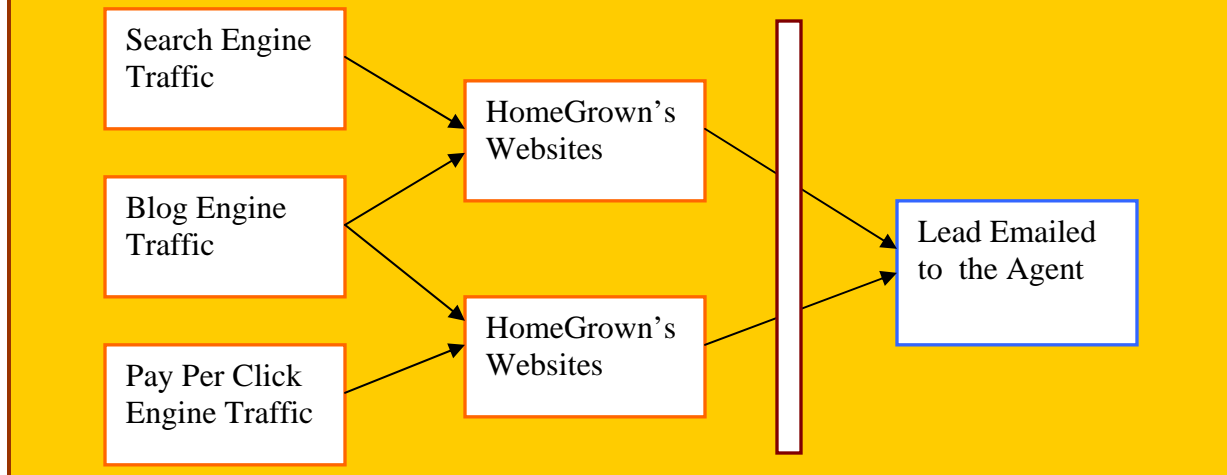 Search Engine
Traffic
HomeGrown’s
Websites
Blog Engine
Traffic
Lead Emailed
to  the Agent
HomeGrown’s
Websites
Pay Per Click
Engine Traffic